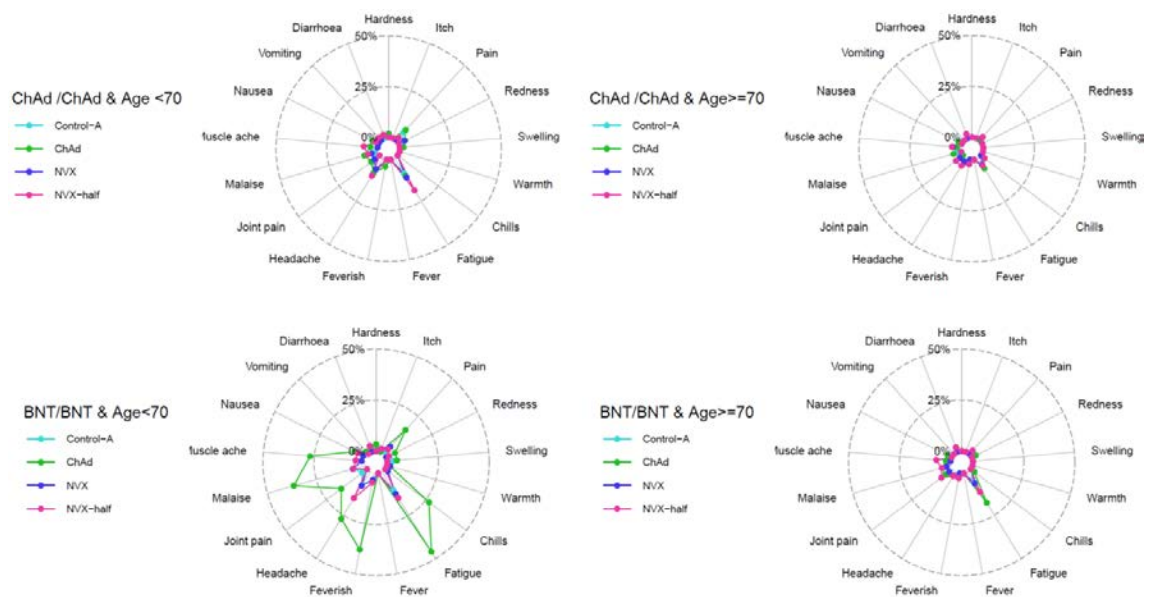 Hardness
Diarrhoea
Itch
50%
Vomiting
Pain
Nausea
25%
Redness
ChAd /ChAd & Age <70
Control-A
ChAd
NVX
NVX-half
fuscle ache
0%
Swelling
Malaise
Warmth
Joint pain
Chills
Headache
Fatigue
Feverish
Fever
Hardness
Diarrhoea
Itch
50%
Vomiting
Pain
Nausea
25%
Redness
ChAd /ChAd & Age>=70
Control-A
ChAd
NVX
NVX-half
fuscle ache
0%
Swelling
Malaise
Warmth
Joint pain
Chills
Headache
Fatigue
Feverish
Fever
Hardness
Diarrhoea
Itch
50%
Vomiting
Pain
Nausea
25%
Redness
BNT/BNT & Age<70
Control-A
ChAd
NVX
NVX-half
fuscle ache
0%
Swelling
Malaise
Warmth
Joint pain
Chills
Headache
Fatigue
Feverish
Fever
Hardness
Diarrhoea
Itch
50%
Vomiting
Pain
Nausea
25%
Redness
BNT/BNT & Age>=70
Control-A
ChAd
NVX
NVX-half
fuscle ache
0%
Swelling
Malaise
Warmth
Joint pain
Chills
Headache
Fatigue
Feverish
Fever